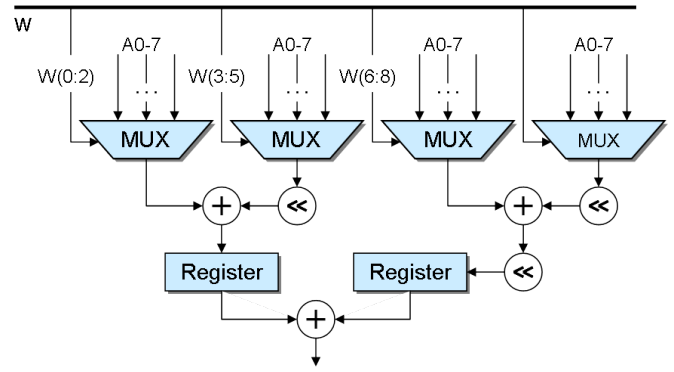 W
A0-7 A0-7 A0-7 A0-7
W(0:2) W(3:5) W(6:8)
... ... ... ...
MUX MUX MUX MUX
+ << + <<
Register Register <<
+